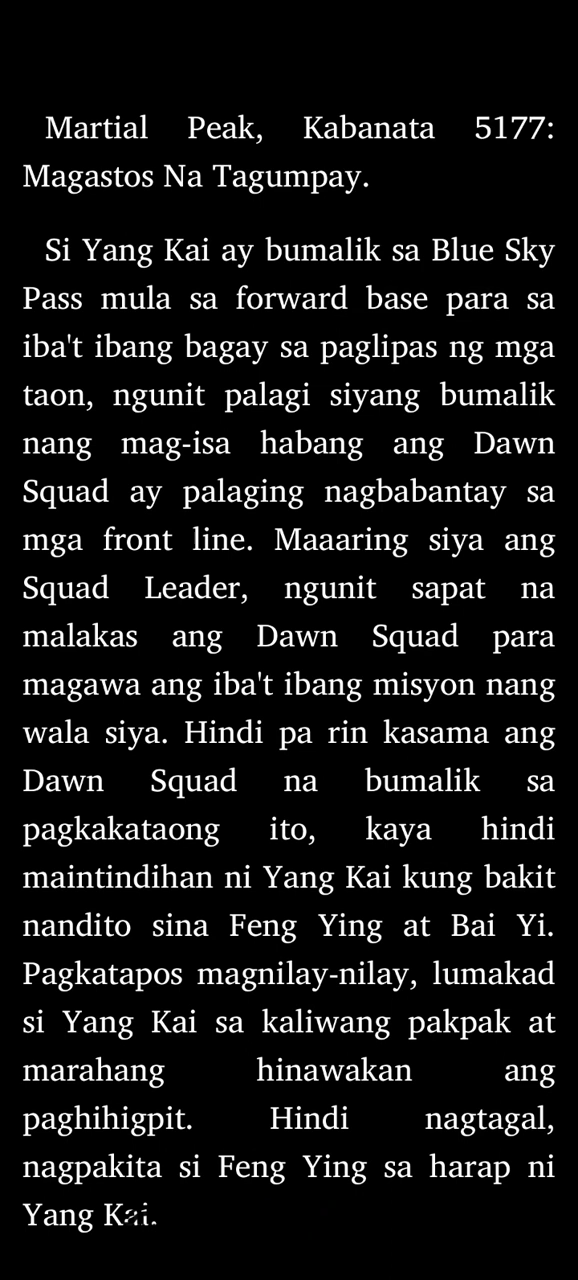 Martial Peak, Kabanata 5177:
Magastos Na Tagumpay.
Si Yang Kai ay bumalik sa Blue Sky
Pass mula sa forward base para sa
iba't ibang bagay sa paglipas ng mga
taon, ngunit palagi siyang bumalik
nang mag-isa habang ang Dawn
Squad ay palaging nagbabantay sa
mga front line. Maaaring siya ang
Squad Leader, ngunit sapat na
malakas ang Dawn Squad para
magawa ang iba't ibang misyon nang
wala siya. Hindi pa rin kasama ang
Dawn Squad na bumalik sa
pagkakataong ito, kaya hindi
maintindihan ni Yang Kai kung bakit
nandito sina Feng Ying at Bai Yi.
Pagkatapos magnilay-nilay, lumakad
si Yang Kai sa kaliwang pakpak at
marahang hinawakan ang
paghihigpit. Hindi nagtagal,
nagpakita si Feng Ying sa harap ni
Yang Kai.